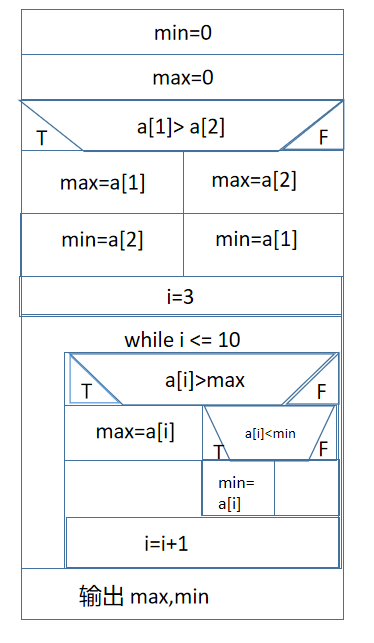 min=0
max=0
a[1]> a[2]
T
F
max=a[1]
max=a[2]
min=a[2]
min=a[1]
i=3
while i <= 10
a[i]>max
T
F
max=a[i]
a[i]<min
T
F
min=
a[i]
i=i+1
输出 max,min